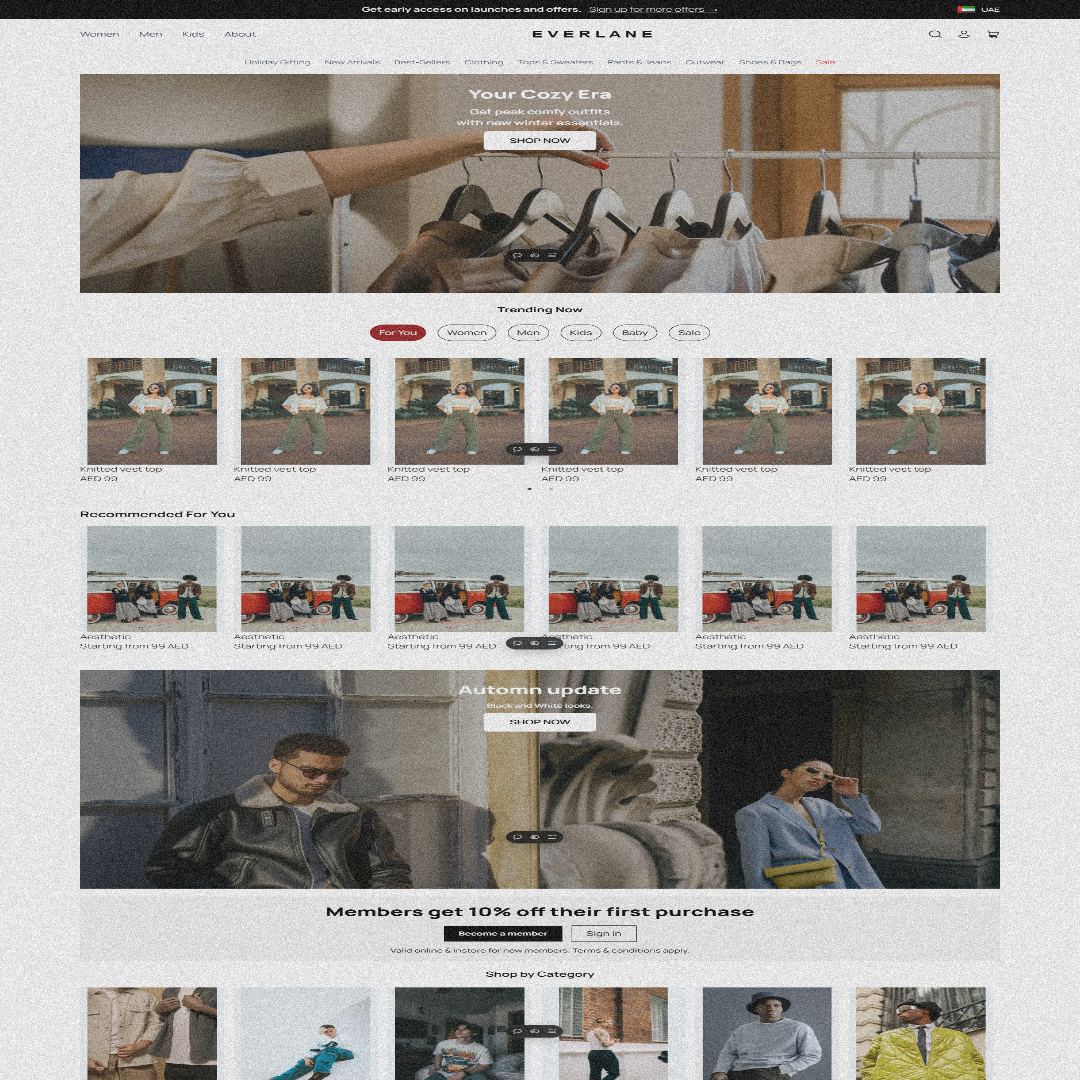 Get early access on launches and offers. Sign up for more offers →
UAE
Women Men Kids About
EVERLANE
Holiday Gifting New Arrivals Best-Sellers Clothing Tops & Sweaters Pants & Jeans Outwear Shoes & Bags Sale
Your Cozy Era
Get peak comfy outfits
with new winter essentials.
SHOP NOW
Trending Now
For You Women Men Kids Baby Sale
Knitted vest top Knitted vest top Knitted vest top Knitted vest top Knitted vest top Knitted vest top
AED 99 AED 99 AED 99 AED 99 AED 99 AED 99
Recommended For You
Aesthetic Aesthetic Aesthetic Aesthetic Aesthetic Aesthetic
Starting from 99 AED Starting from 99 AED Starting from 99 AED from 99 AED Starting from 99 AED Starting from 99 AED
Automn update
Black and White looks.
SHOP NOW
Members get 10% off their first purchase
Become a member Sign in
Valid online & instore for new members. Terms & conditions apply.
Shop by Category